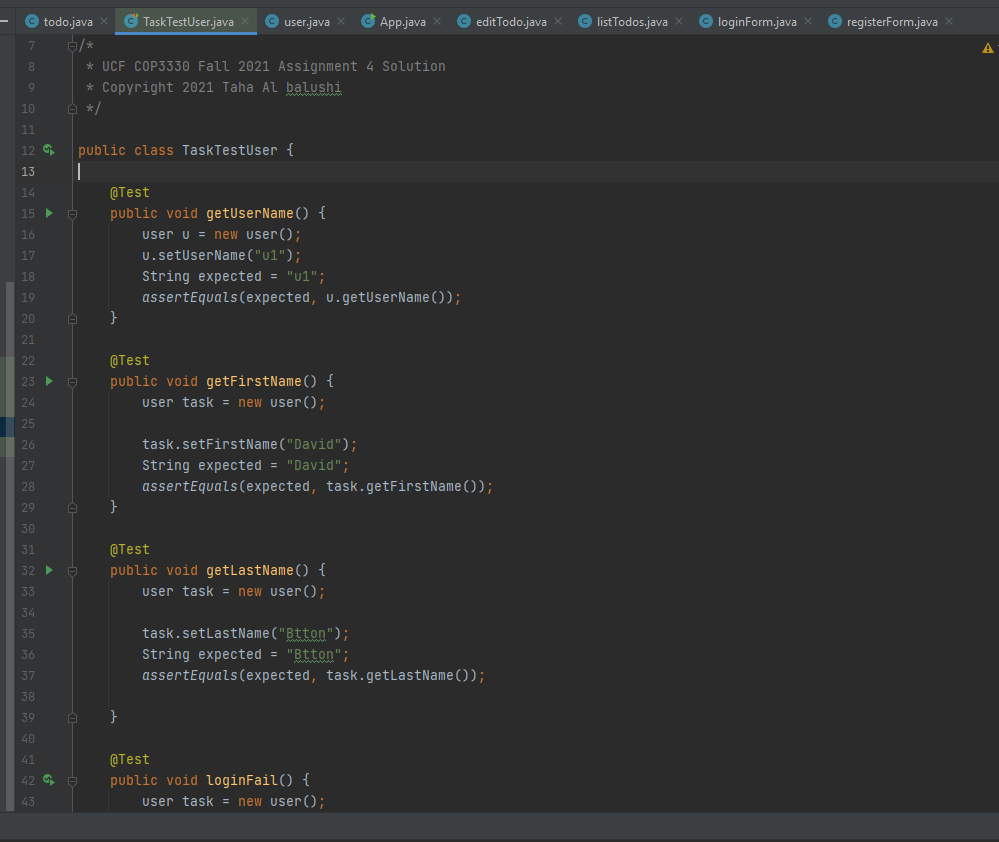 todo.java TaskTestUser.java user.java App.java editTodo.java listTodos.java loginForm.java registerForm.java
7 /*
8 * UCF COP3330 Fall 2021 Assignment 4 Solution
9 * Copyright 2021 Taha Al balushi
10 */
11
12 public class TaskTestUser {
13
14 @Test
15 public void getUserName() {
16 user u = new user();
17 u.setUserName("u1");
18 String expected = "u1";
19 assertEquals(expected, u.getUserName());
20 }
21
22 @Test
23 public void getFirstName() {
24 user task = new user();
25
26 task.setFirstName("David");
27 String expected = "David";
28 assertEquals(expected, task.getFirstName());
29 }
30
31 @Test
32 public void getLastName() {
33 user task = new user();
34
35 task.setLastName("Btton");
36 String expected = "Btton";
37 assertEquals(expected, task.getLastName());
38
39 }
40
41 @Test
42 public void loginFail() {
43 user task = new user();